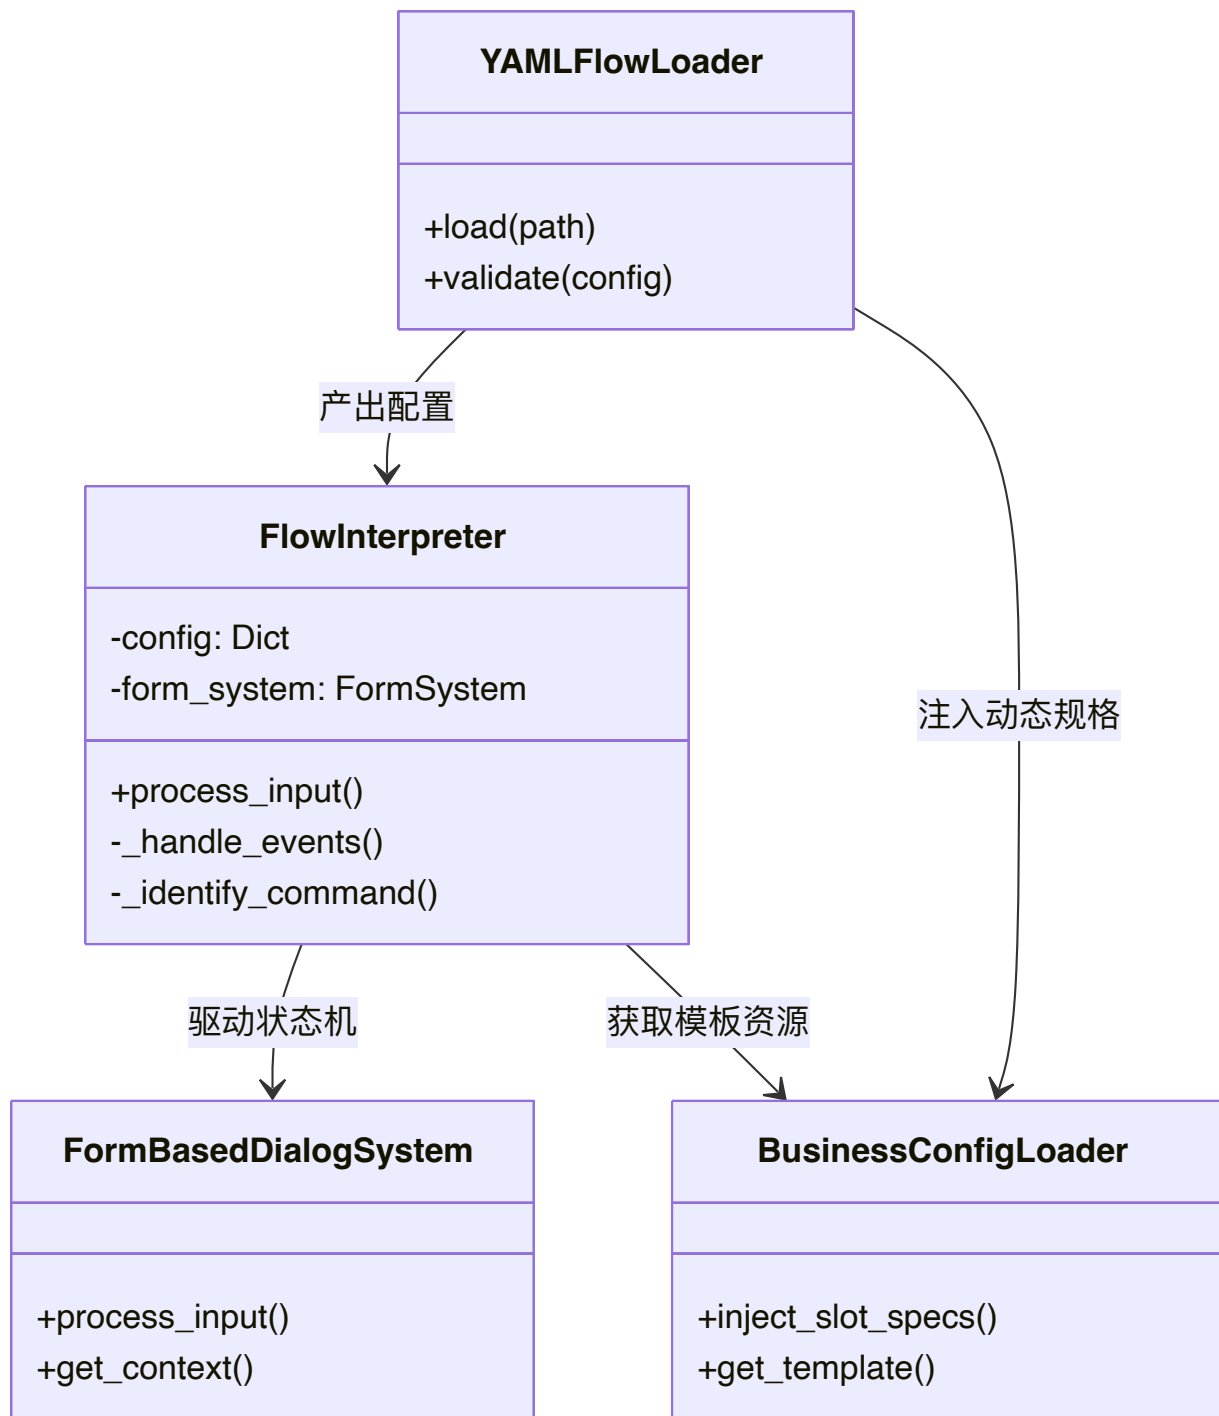 YAMLFlowLoader
+load(path)
+validate(config)
产出配置
FlowInterpreter
-config: Dict
-form_system: FormSystem
+process_input()
-_handle_events()
-_identify_command()
注入动态规格
驱动状态机
获取模板资源
FormBasedDialogSystem
+process_input()
+get_context()
BusinessConfigLoader
+inject_slot_specs()
+get_template()